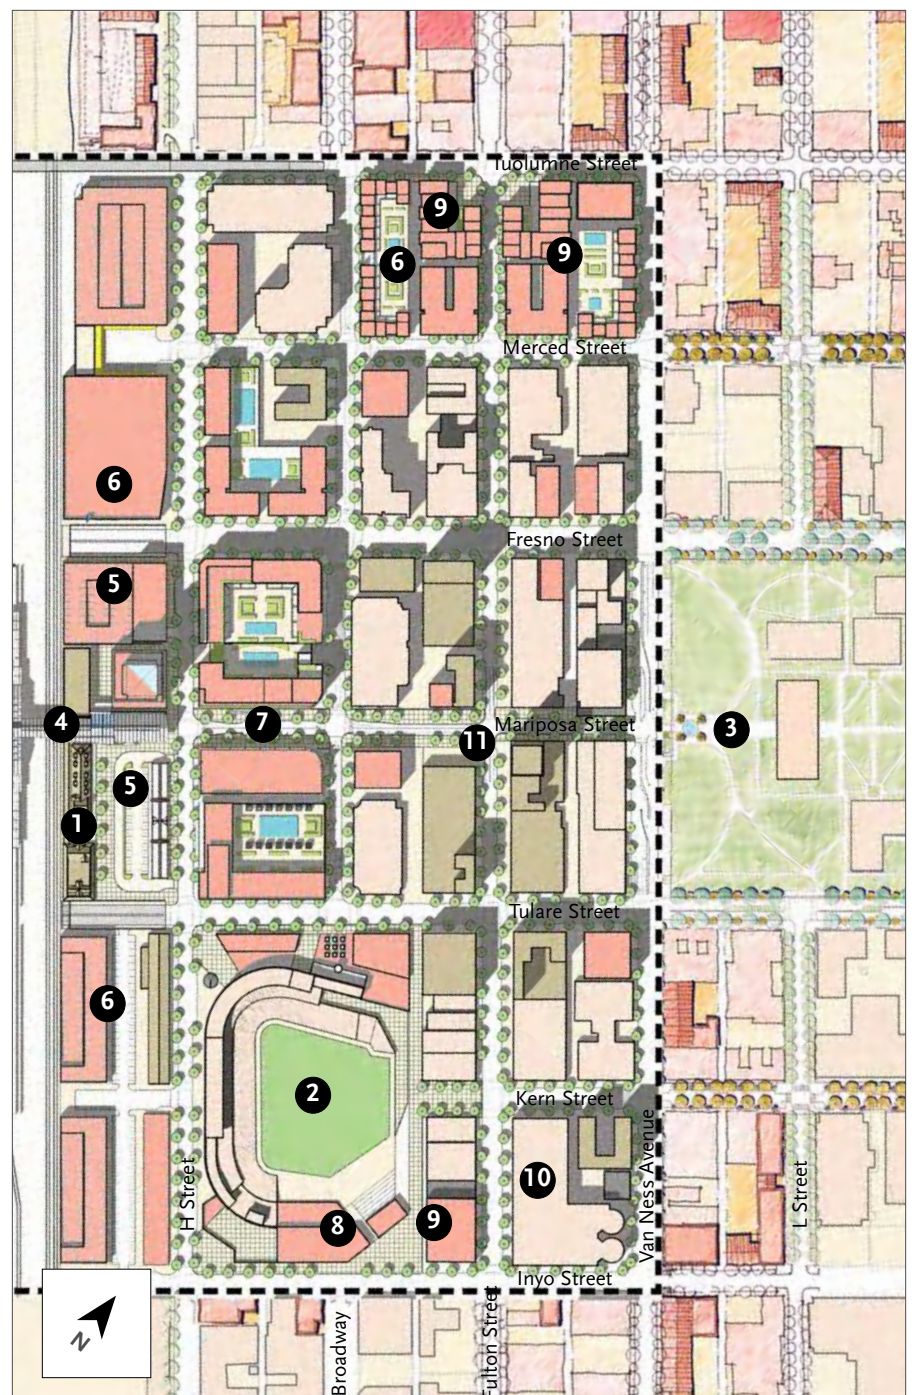 Tuolumne Street
9
9
6
Merced Street
6
Fresno Street
5
4
7
Mariposa Street
3
11
5
1
Tulare Street
6
2
Kern Street
10
H Street
Van Ness Avenue
L Street
8
9
Inyo Street
N
Broadway
Fulton Street